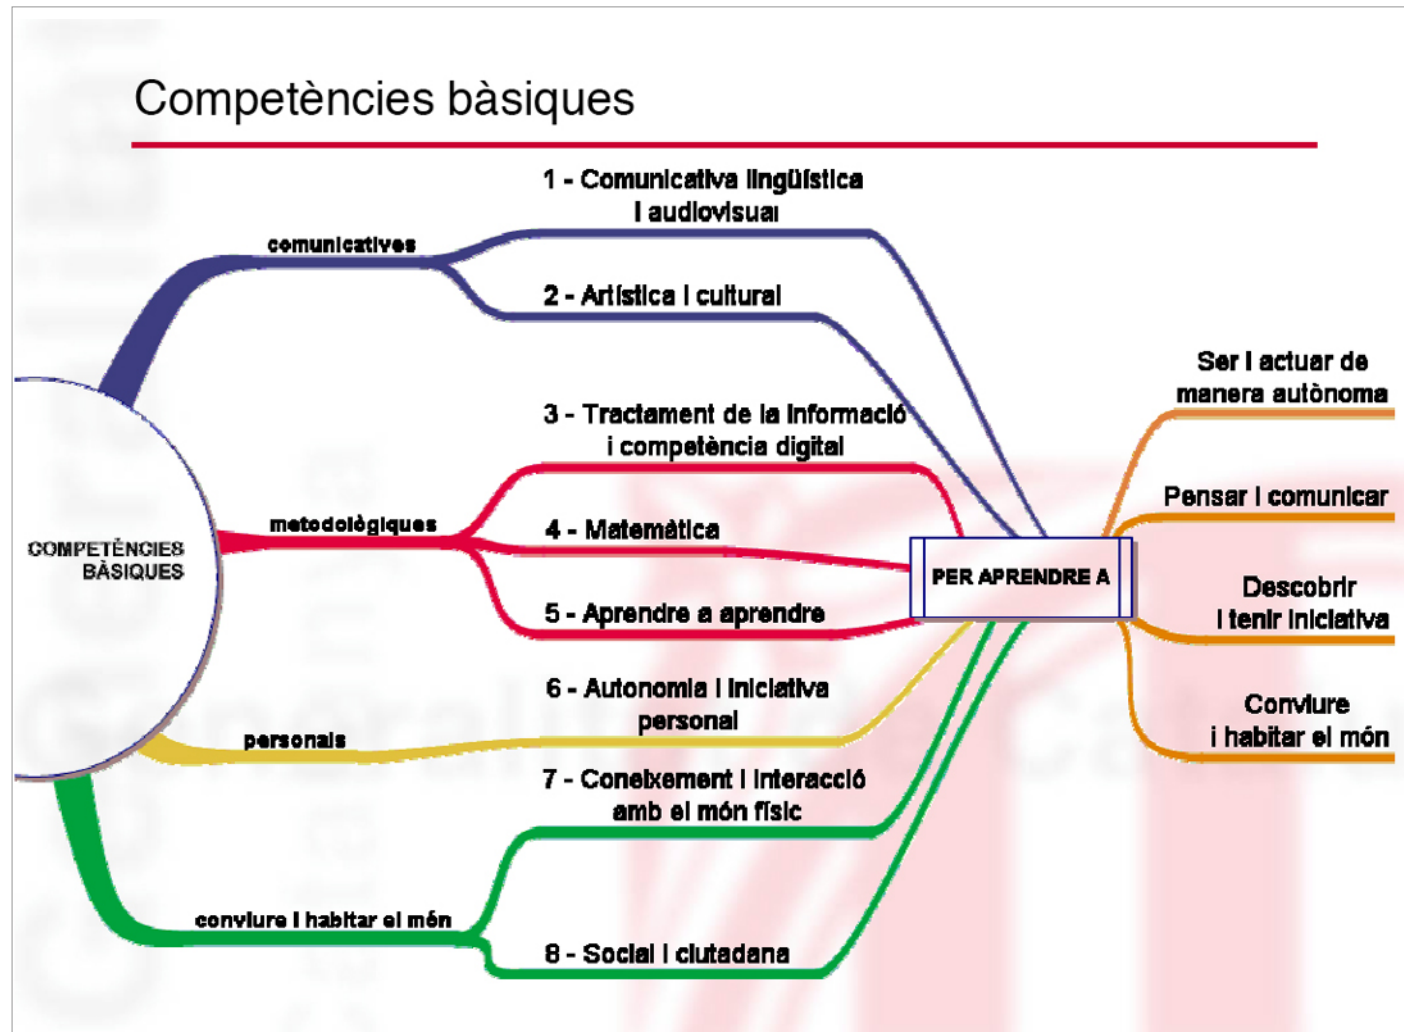 Competències bàsiques
1 - Comunicativa lingüística
i audiovisual
comunicatives
2 - Artística i cultural
3 - Tractament de la informació
i competència digital
metodològiques
4 - Matemàtica
5 - Aprendre a aprendre
COMPETÈNCIES
BÀSIQUES
6 - Autonomia i iniciativa
personal
personals
7 - Coneixement i interacció
amb el món físic
conviure i habitar el món
8 - Social i ciutadana
PER APRENDRE A
Ser i actuar de
manera autònoma
Pensar i comunicar
Descobrir
i tenir iniciativa
Conviure
i habitar el món